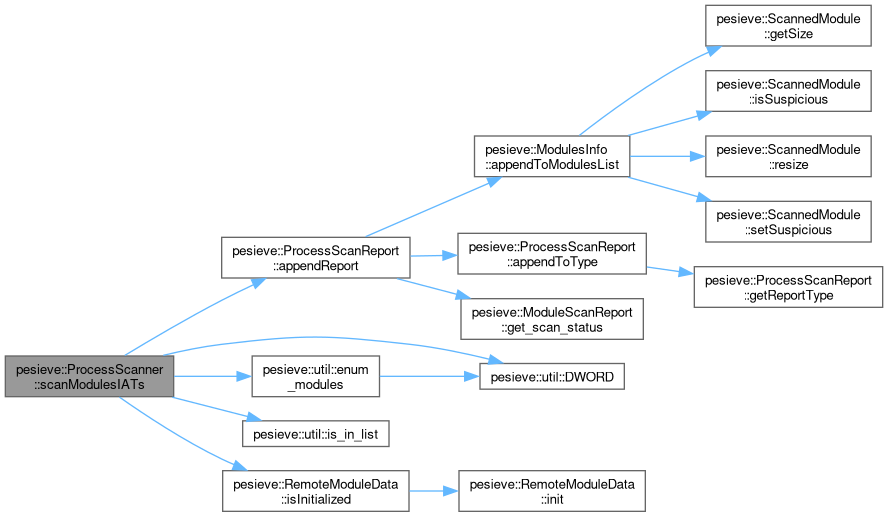 pesieve::ScannedModule
::getSize
pesieve::ScannedModule
::isSuspicious
pesieve::ModulesInfo
::appendToModulesList
pesieve::ScannedModule
::resize
pesieve::ScannedModule
::setSuspicious
pesieve::ProcessScanReport
::appendReport
pesieve::ProcessScanReport
::appendToType
pesieve::ProcessScanReport
::getReportType
pesieve::ModuleScanReport
::get_scan_status
pesieve::ProcessScanner
::scanModulesIATs
pesieve::util::enum
_modules
pesieve::util::DWORD
pesieve::util::is_in_list
pesieve::RemoteModuleData
::isInitialized
pesieve::RemoteModuleData
::init